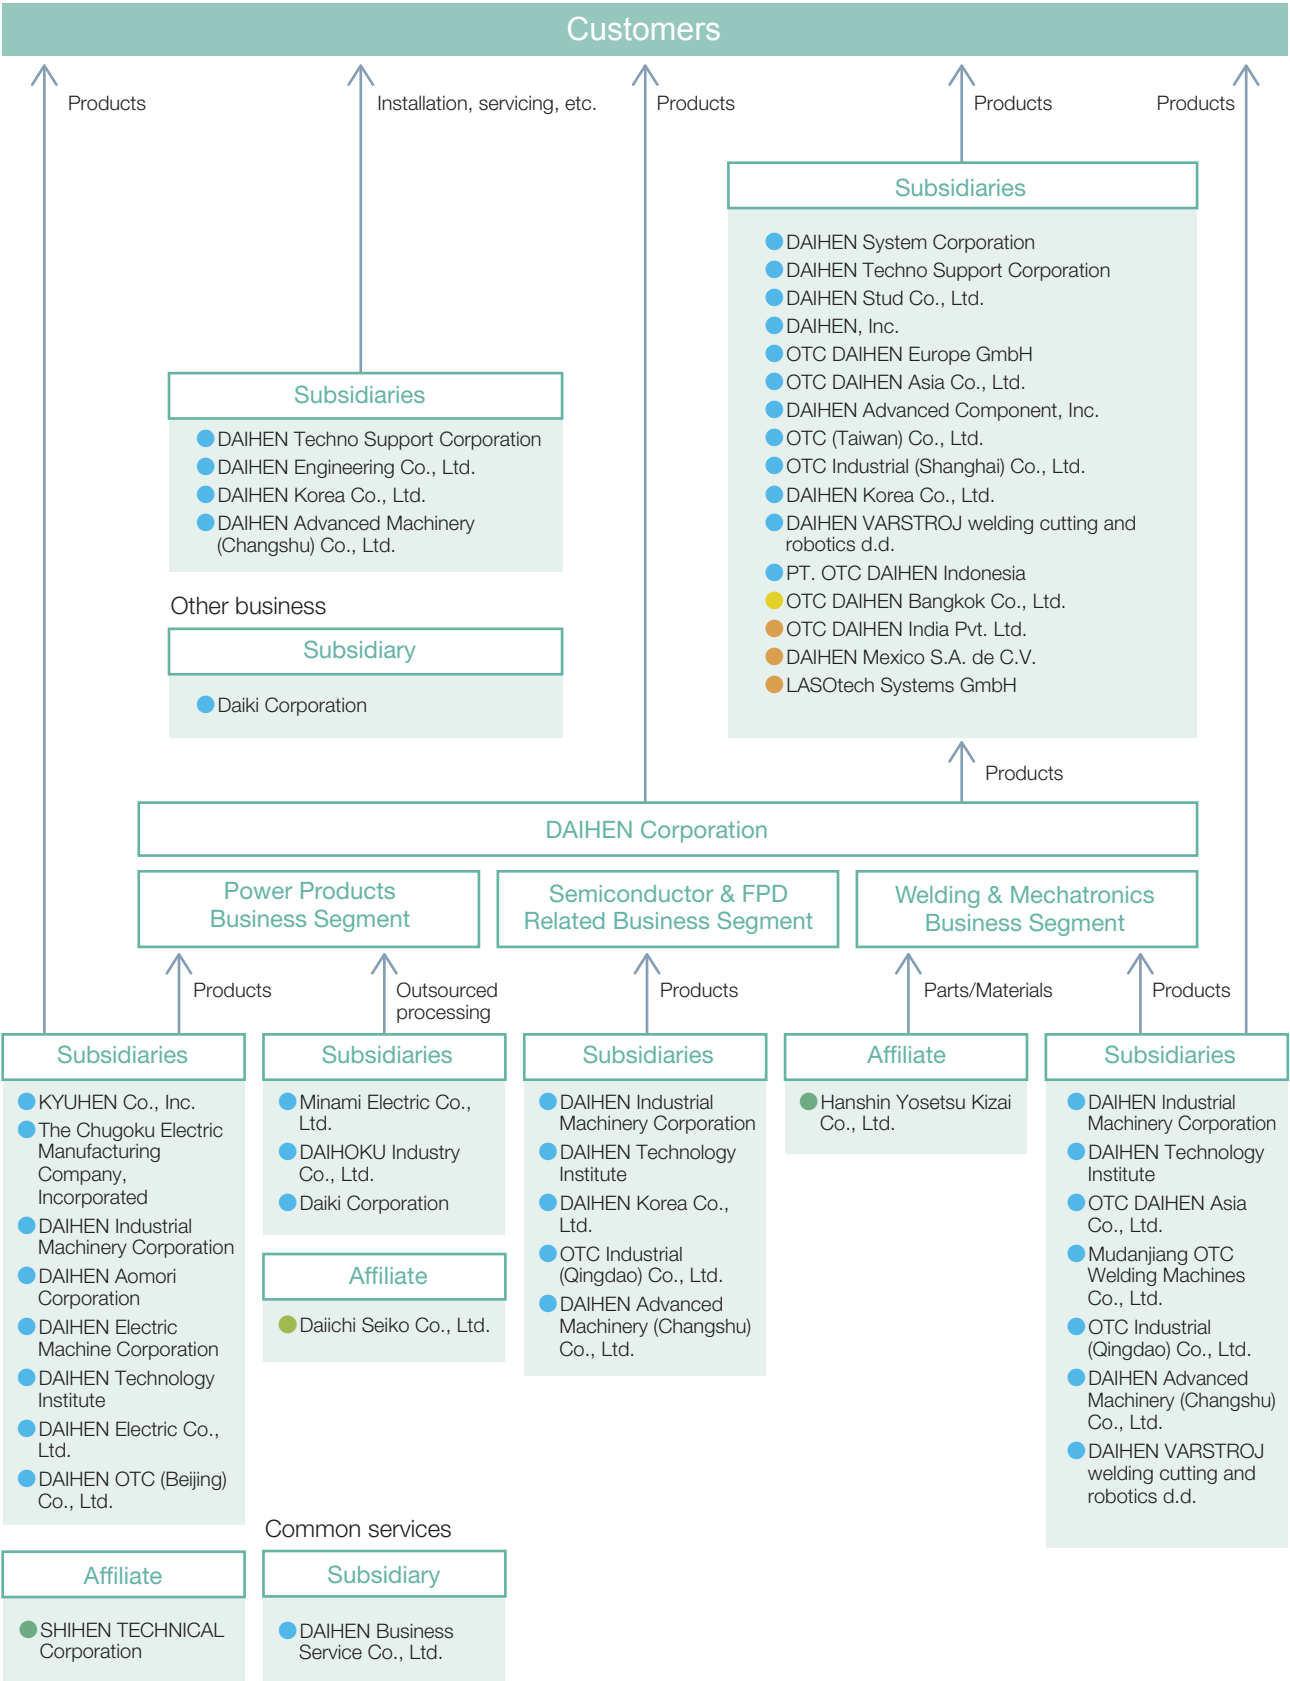 Customers
Products
Installation, servicing, etc.
Products
Products
Products
Subsidiaries
DAIHEN System Corporation
DAIHEN Techno Support Corporation
DAIHEN Stud Co., Ltd.
DAIHEN, Inc.
OTC DAIHEN Europe GmbH
OTC DAIHEN Asia Co., Ltd.
DAIHEN Advanced Component, Inc.
OTC (Taiwan) Co., Ltd.
OTC Industrial (Shanghai) Co., Ltd.
DAIHEN Korea Co., Ltd.
DAIHEN VARSTROJ welding cutting and
robotics d.d.
PT. OTC DAIHEN Indonesia
OTC DAIHEN Bangkok Co., Ltd.
OTC DAIHEN India Pvt. Ltd.
DAIHEN Mexico S.A. de C.V.
LASOtech Systems GmbH
Subsidiaries
DAIHEN Techno Support Corporation
DAIHEN Engineering Co., Ltd.
DAIHEN Korea Co., Ltd.
DAIHEN Advanced Machinery
(Changshu) Co., Ltd.
Other business
Subsidiary
Daiki Corporation
Products
DAIHEN Corporation
Power Products
Business Segment
Semiconductor & FPD
Related Business Segment
Welding & Mechatronics
Business Segment
Products
Outsourced
processing
Products
Parts/Materials
Products
Subsidiaries
KYUHEN Co., Inc.
The Chugoku Electric
Manufacturing
Company,
Incorporated
DAIHEN Industrial
Machinery Corporation
DAIHEN Aomori
Corporation
DAIHEN Electric
Machine Corporation
DAIHEN Technology
Institute
DAIHEN Electric Co.,
Ltd.
DAIHEN OTC (Beijing)
Co., Ltd.
Affiliate
SHIHEN TECHNICAL
Corporation
Subsidiaries
Minami Electric Co.,
Ltd.
DAIHOKU Industry
Co., Ltd.
Daiki Corporation
Affiliate
Daiichi Seiko Co., Ltd.
Common services
Subsidiary
DAIHEN Business
Service Co., Ltd.
Subsidiaries
DAIHEN Industrial
Machinery Corporation
DAIHEN Technology
Institute
DAIHEN Korea Co.,
Ltd.
OTC Industrial
(Qingdao) Co., Ltd.
DAIHEN Advanced
Machinery (Changshu)
Co., Ltd.
Affiliate
Hanshin Yosetsu Kizai
Co., Ltd.
Subsidiaries
DAIHEN Industrial
Machinery Corporation
DAIHEN Technology
Institute
OTC DAIHEN Asia
Co., Ltd.
Mudanjiang OTC
Welding Machines
Co., Ltd.
OTC Industrial
(Qingdao) Co., Ltd.
DAIHEN Advanced
Machinery (Changshu)
Co., Ltd.
DAIHEN VARSTROJ
welding cutting and
robotics d.d.